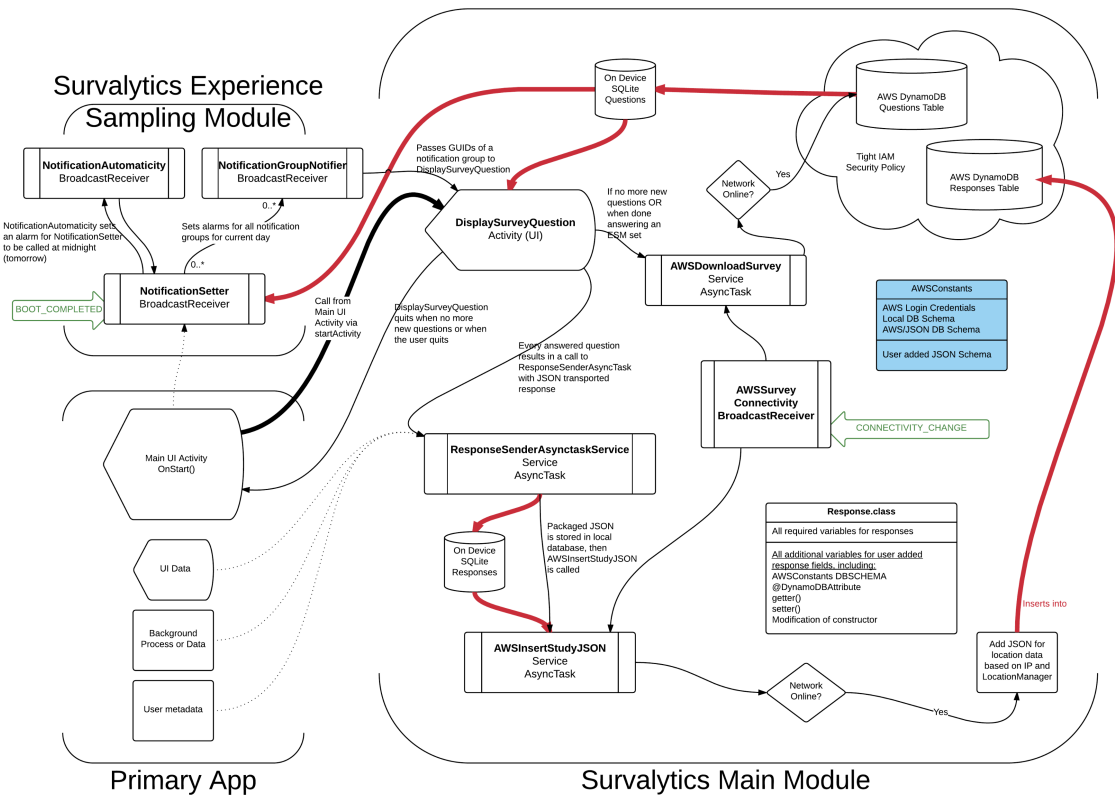 Survalytics Experience
Sampling Module
NotificationAutomaticity
BroadcastReceiver
NotificationGroupNotifier
BroadcastReceiver
NotificationAutomaticity sets
an alarm for NotificationSetter
to be called at midnight
(tomorrow)
0..*
Sets alarms for all notification
groups for current day
0..*
NotificationSetter
BroadcastReceiver
BOOT_COMPLETED
Passes GUIDs of a
notification group to
DisplaySurveyQuestion
On Device
SQLite
Questions
DisplaySurveyQuestion
Activity (UI)
If no more new
questions OR
when done
answering an
ESM set
Network
Online?
Yes
AWS DynamoDB
Questions Table
Tight IAM
Security Policy
AWS DynamoDB
Responses Table
AWSDownloadSurvey
Service
AsyncTask
AWSConstants
AWS Login Credentials
Local DB Schema
AWS/JSON DB Schema
User added JSON Schema
Call from
Main UI
Activity via
startActivity
DisplaySurveyQuestion
quits when no more
new questions or when
the user quits
Every answered question
results in a call to
ResponseSenderAsyncTask
with JSON transported
response
AWSSurvey
Connectivity
BroadcastReceiver
CONNECTIVITY_CHANGE
Main UI Activity
OnStart()
ResponseSenderAsynctaskService
Service
AsyncTask
Packaged JSON
is stored in local
database, then
AWSInsertStudyJSON
is called
On Device
SQLite
Responses
UI Data
Background
Process or Data
User metadata
Response.class
All required variables for responses
All additional variables for user added
response fields, including:
AWSConstants DBSCHEMA
@DynamoDBAttribute
getter()
setter()
Modification of constructor
Inserts into
AWSInsertStudyJSON
Service
AsyncTask
Network
Online?
Yes
Add JSON for
location data
based on IP and
LocationManager
Primary App
Survalytics Main Module